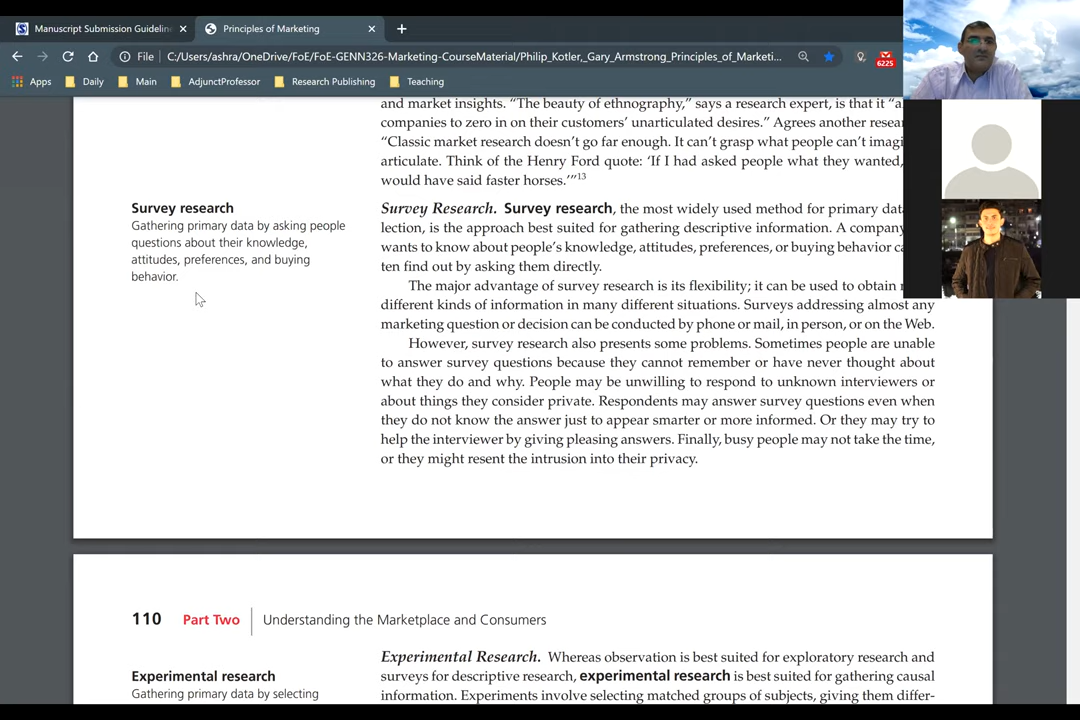 Manuscript Submission Guidelin
Principles of Marketing
File
C:/Users/ashra/OneDrive/FoE/FoE-GENN326-Marketing-CourseMaterial/Philip_Kotler,_Gary_Armstrong_Principles_of_Marketi...
6225
Apps Daily Main AdjunctProfessor Research Publishing Teaching
and market insights. “The beauty of ethnography,” says a research expert, is that it “a
companies to zero in on their customers’ unarticulated desires.” Agrees another resear
“Classic market research doesn’t go far enough. It can’t grasp what people can’t imagi
articulate. Think of the Henry Ford quote: ‘If I had asked people what they wanted,
would have said faster horses.’”13
Survey research
Gathering primary data by asking people
questions about their knowledge,
attitudes, preferences, and buying
behavior.
Survey Research. Survey research, the most widely used method for primary data
lection, is the approach best suited for gathering descriptive information. A company
wants to know about people’s knowledge, attitudes, preferences, or buying behavior ca
ten find out by asking them directly.
The major advantage of survey research is its flexibility; it can be used to obtain
different kinds of information in many different situations. Surveys addressing almost any
marketing question or decision can be conducted by phone or mail, in person, or on the Web.
However, survey research also presents some problems. Sometimes people are unable
to answer survey questions because they cannot remember or have never thought about
what they do and why. People may be unwilling to respond to unknown interviewers or
about things they consider private. Respondents may answer survey questions even when
they do not know the answer just to appear smarter or more informed. Or they may try to
help the interviewer by giving pleasing answers. Finally, busy people may not take the time,
or they might resent the intrusion into their privacy.
110 Part Two Understanding the Marketplace and Consumers
Experimental research
Gathering primary data by selecting
Experimental Research. Whereas observation is best suited for exploratory research and
surveys for descriptive research, experimental research is best suited for gathering causal
information. Experiments involve selecting matched groups of subjects, giving them differ-